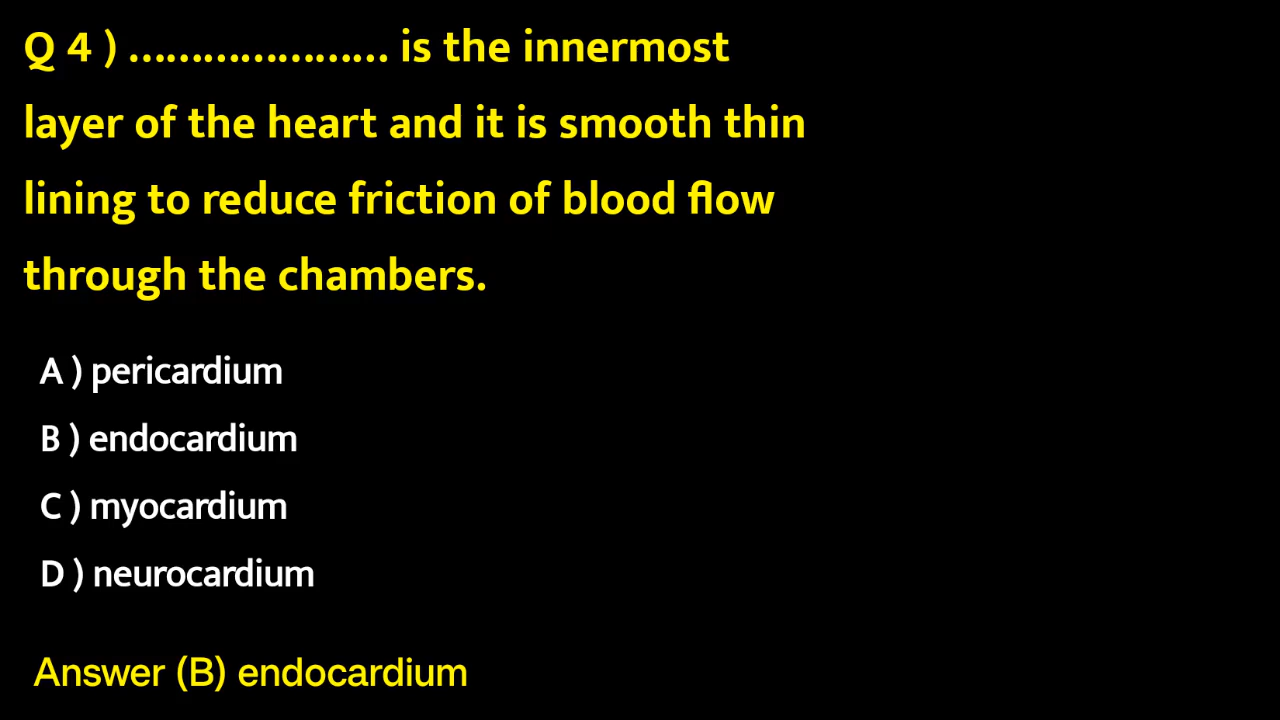 Q 4 ) ..................... is the innermost
layer of the heart and it is smooth thin
lining to reduce friction of blood flow
through the chambers.
A ) pericardium
B ) endocardium
C ) myocardium
D ) neurocardium
Answer (B) endocardium